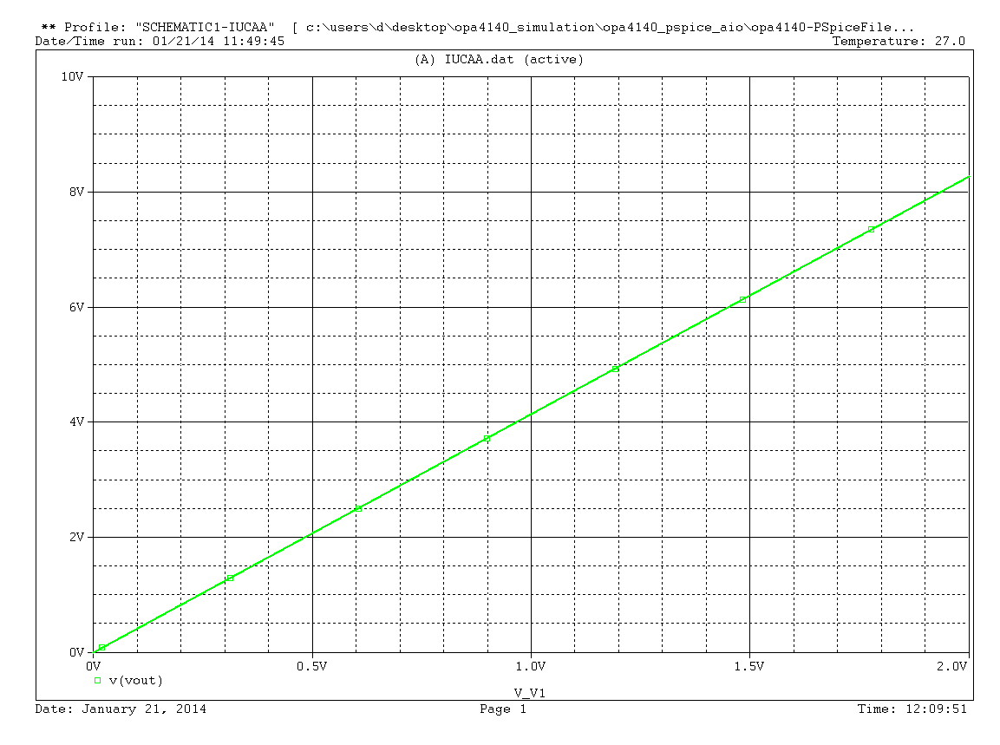 ** Profile: "SCHEMATIC1-IUCAA"  [ c:\users\d\desktop\opa4140_simulation\opa4140_pspice_aio\opa4140-PSpiceFile...
Date/Time run: 01/21/14 11:49:45 Temperature: 27.0
(A) IUCAA.dat (active)
10V
8V
6V
4V
2V
0V
0V 0.5V 1.0V 1.5V 2.0V
v(vout)
V_V1
Date: January 21, 2014 Page 1 Time: 12:09:51